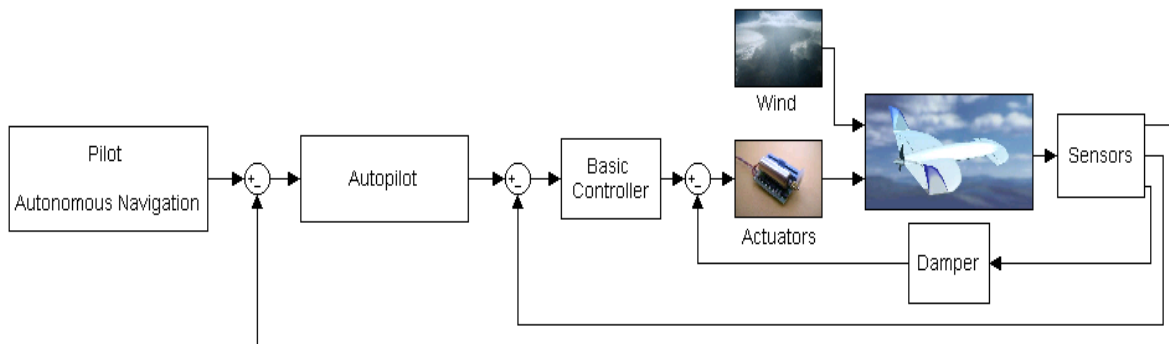 Pilot
Autonomous Navigation
Autopilot
Basic
Controller
Wind
Actuators
Sensors
Damper